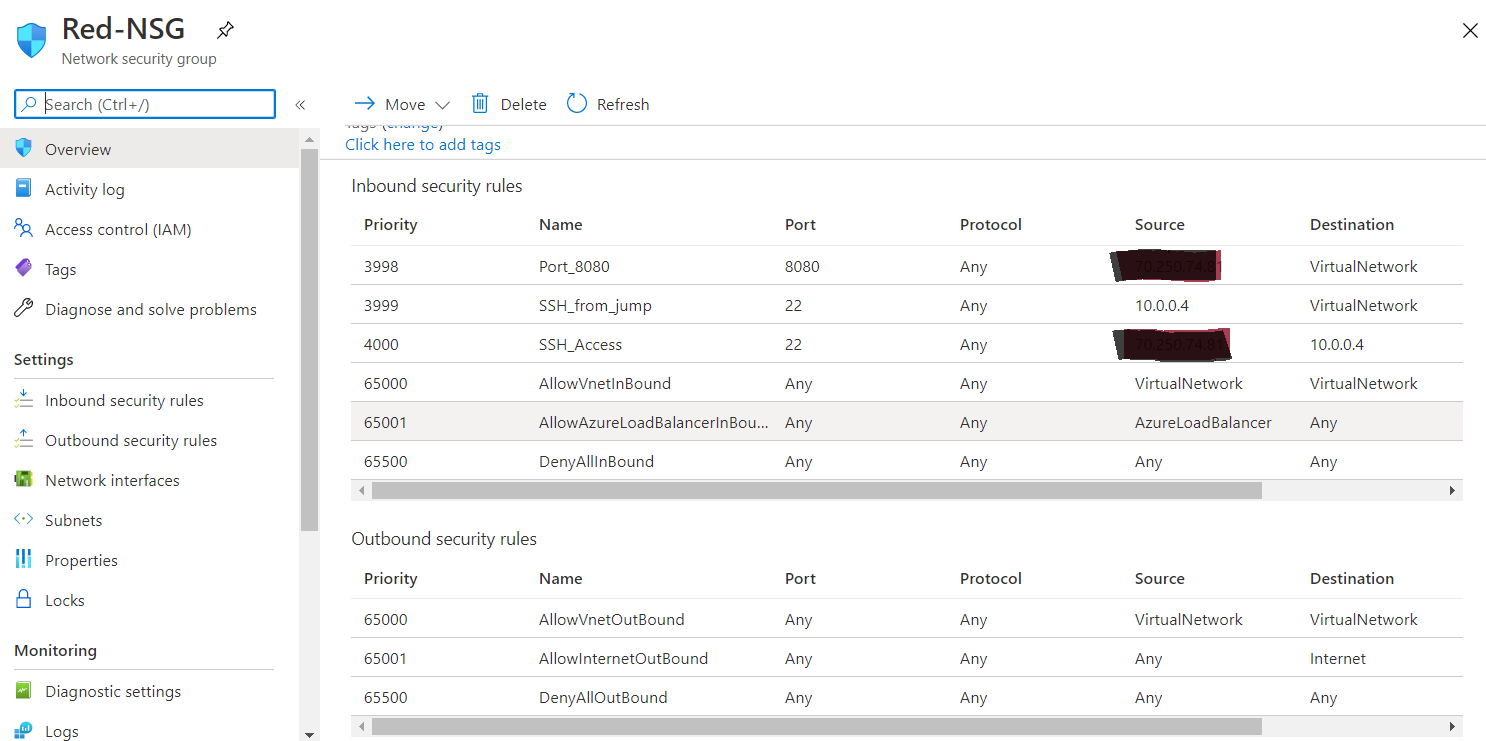 Red-NSG
Network security group
Search (Ctrl+/)
«
Move
Delete
Refresh
Overview
Activity log
Access control (IAM)
Tags
Diagnose and solve problems
Settings
Inbound security rules
Outbound security rules
Network interfaces
Subnets
Properties
Locks
Monitoring
Diagnostic settings
Logs
Tags (change)
Click here to add tags
Inbound security rules
Priority Name Port Protocol Source Destination
3998 Port_8080 8080 Any VirtualNetwork
3999 SSH_from_jump 22 Any 10.0.0.4 VirtualNetwork
4000 SSH_Access 22 Any 10.0.0.4
65000 AllowVnetInBound Any Any VirtualNetwork VirtualNetwork
65001 AllowAzureLoadBalancerInBou... Any Any AzureLoadBalancer Any
65500 DenyAllInBound Any Any Any Any
Outbound security rules
Priority Name Port Protocol Source Destination
65000 AllowVnetOutBound Any Any VirtualNetwork VirtualNetwork
65001 AllowInternetOutBound Any Any Any Internet
65500 DenyAllOutBound Any Any Any Any